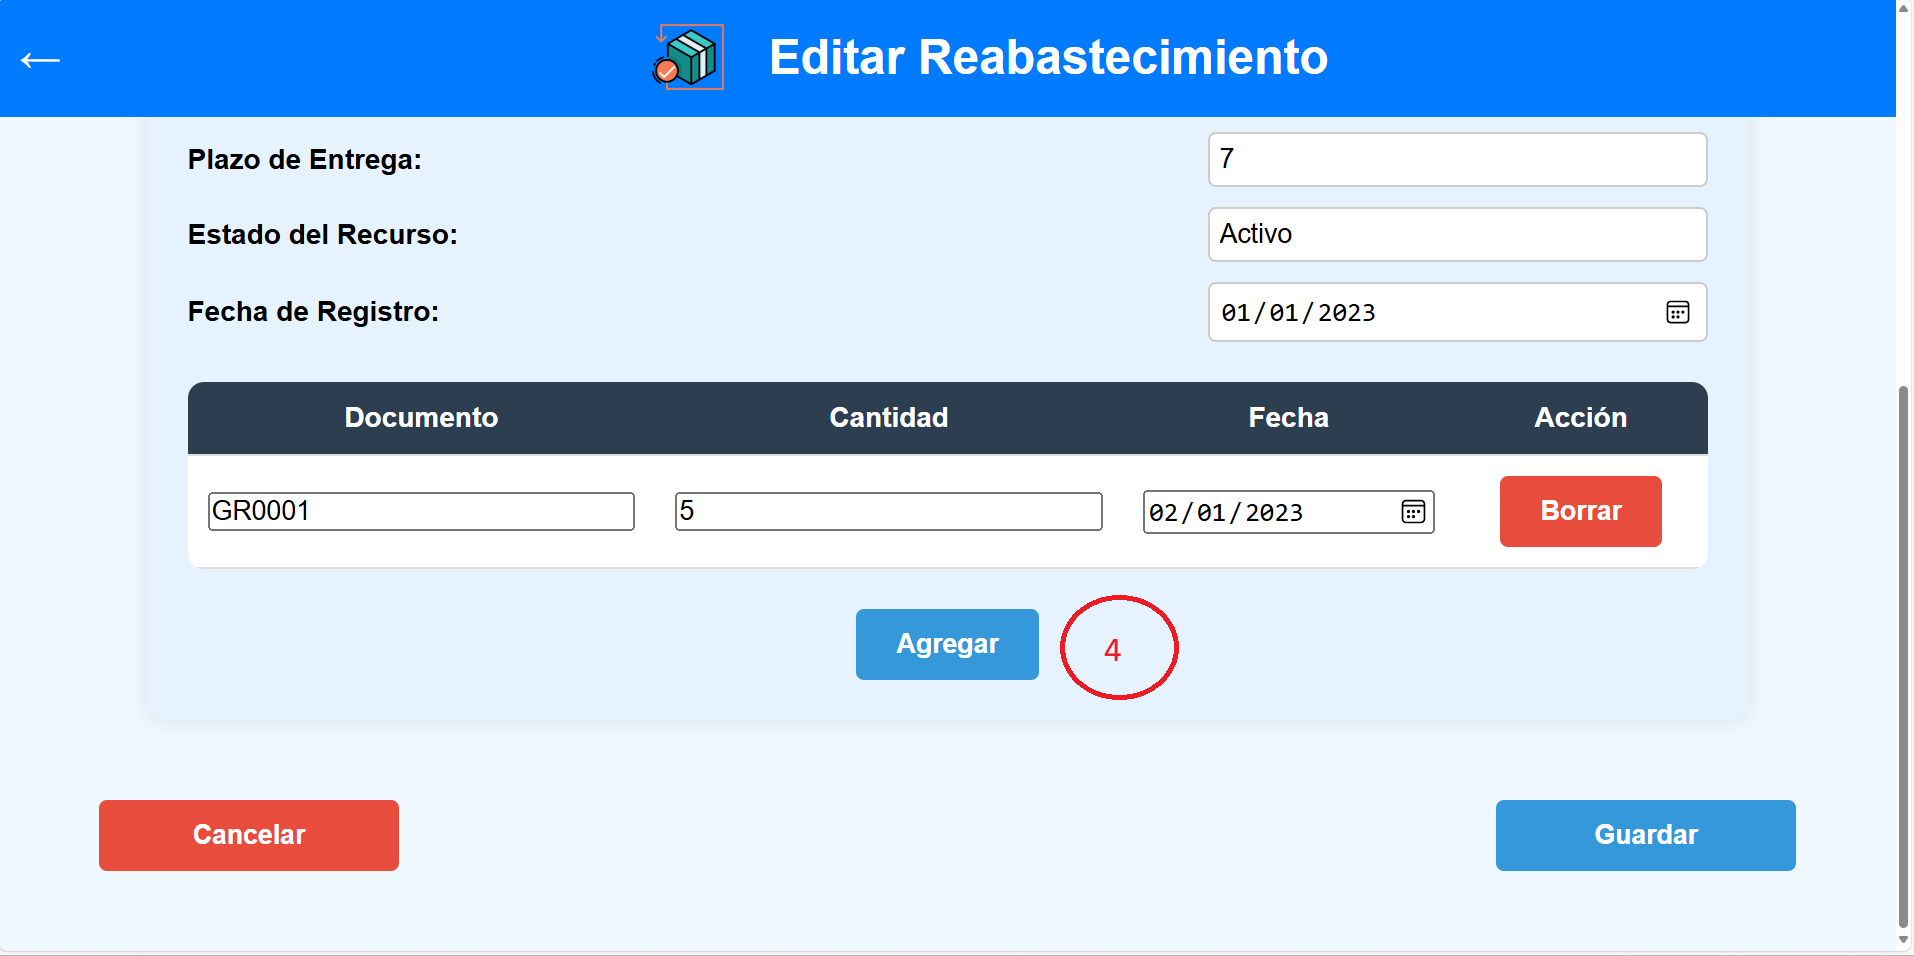 ← Editar Reabastecimiento
Plazo de Entrega: 7
Estado del Recurso: Activo
Fecha de Registro: 01/01/2023
Documento Cantidad Fecha Acción
GR0001 5 02/01/2023 Borrar
Agregar 4
Cancelar Guardar